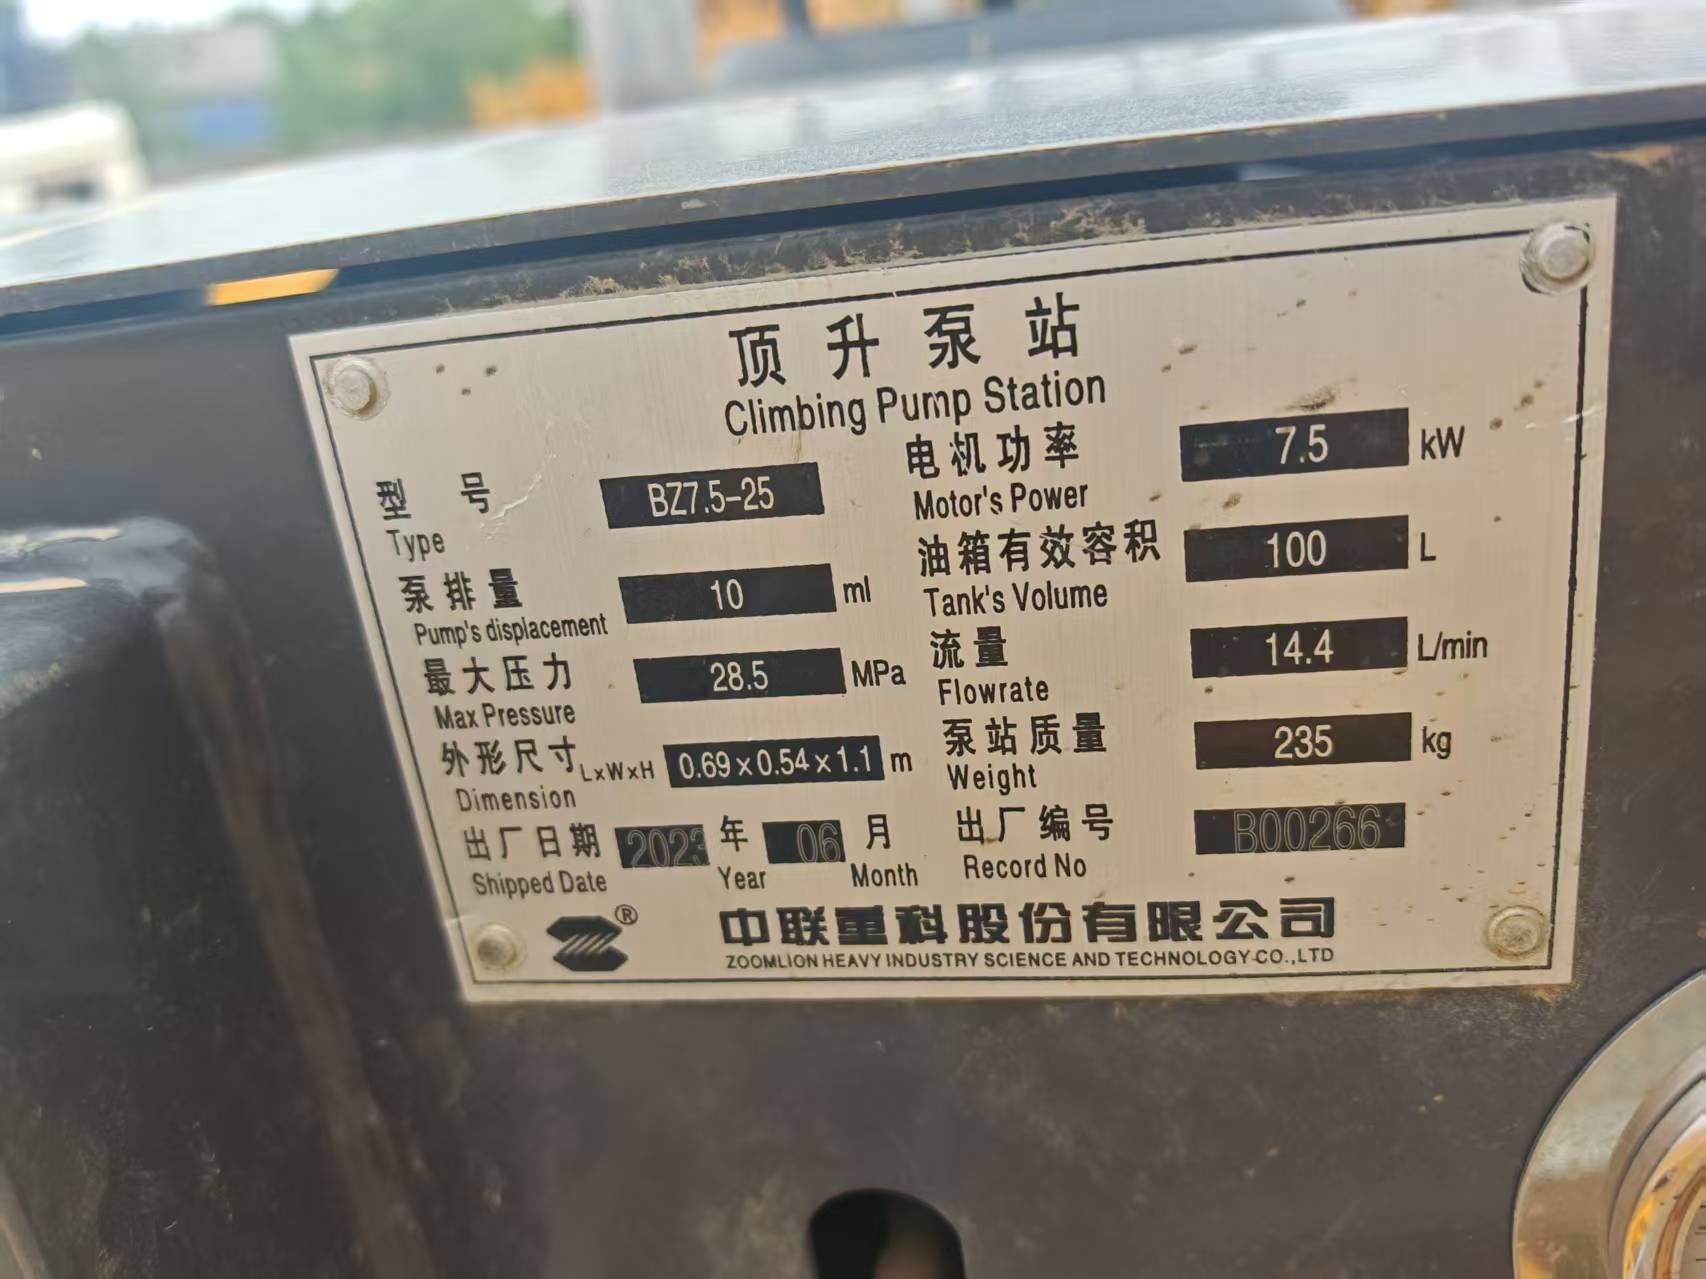 顶升泵站
Climbing Pump Station
型号 BZ7.5-25
Type
泵排量 10 ml
Pump's displacement
最大压力 28.5 MPa
Max Pressure
外形尺寸 L×W×H 0.69×0.54×1.1 m
Dimension
出厂日期 2023 年 06 月
Shipped Date Year Month
电机功率 7.5 kW
Motor's Power
油箱有效容积 100 L
Tank's Volume
流量 14.4 L/min
Flowrate
泵站质量 235 kg
Weight
出厂编号 B00266
Record No
®
中联重科股份有限公司
ZOOMLION HEAVY INDUSTRY SCIENCE AND TECHNOLOGY CO.,LTD